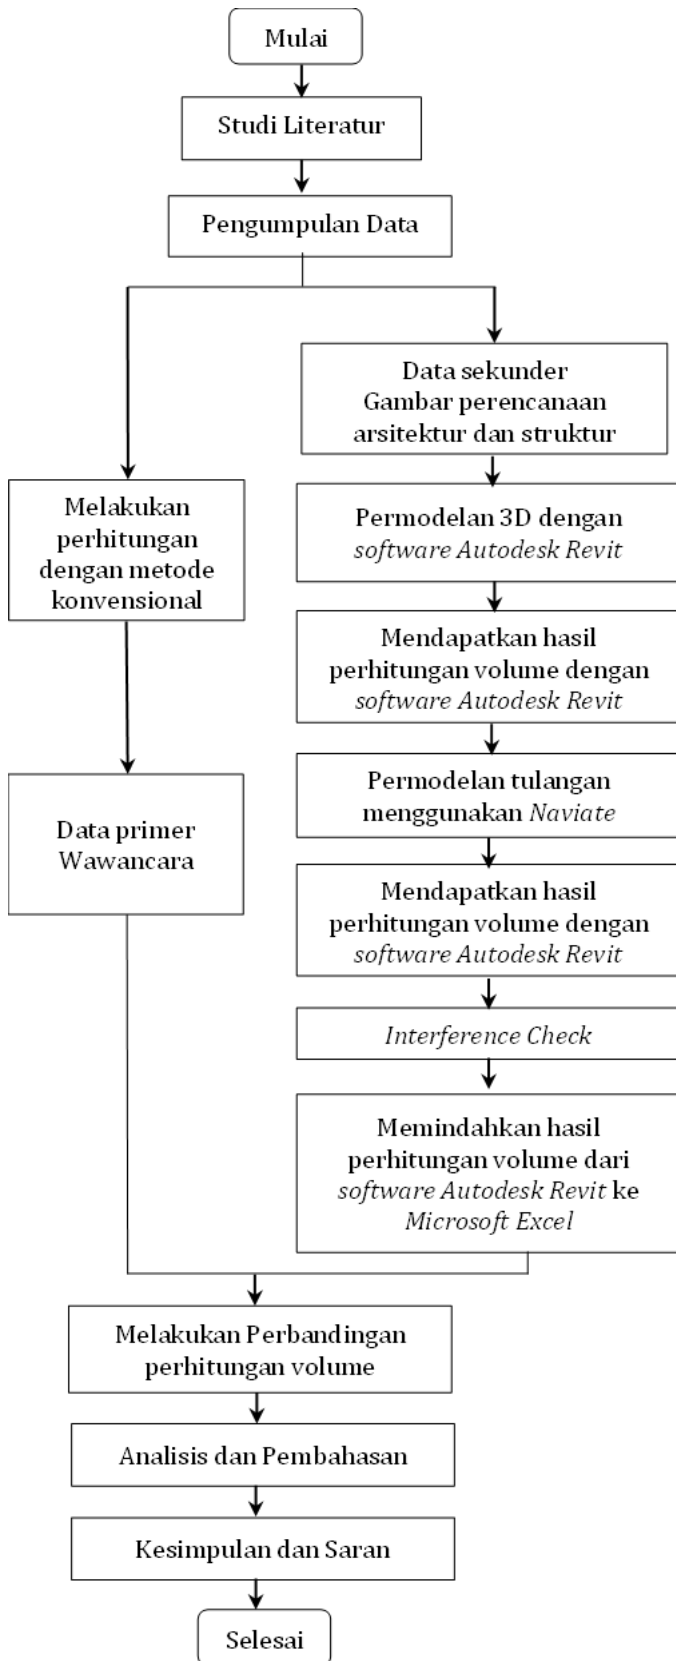 Mulai
Studi Literatur
Pengumpulan Data
Melakukan
perhitungan
dengan metode
konvensional
Data primer
Wawancara
Data sekunder
Gambar perencanaan
arsitektur dan struktur
Permodelan 3D dengan
software Autodesk Revit
Mendapatkan hasil
perhitungan volume dengan
software Autodesk Revit
Permodelan tulangan
menggunakan Naviate
Mendapatkan hasil
perhitungan volume dengan
software Autodesk Revit
Interference Check
Memindahkan hasil
perhitungan volume dari
software Autodesk Revit ke
Microsoft Excel
Melakukan Perbandingan
perhitungan volume
Analisis dan Pembahasan
Kesimpulan dan Saran
Selesai